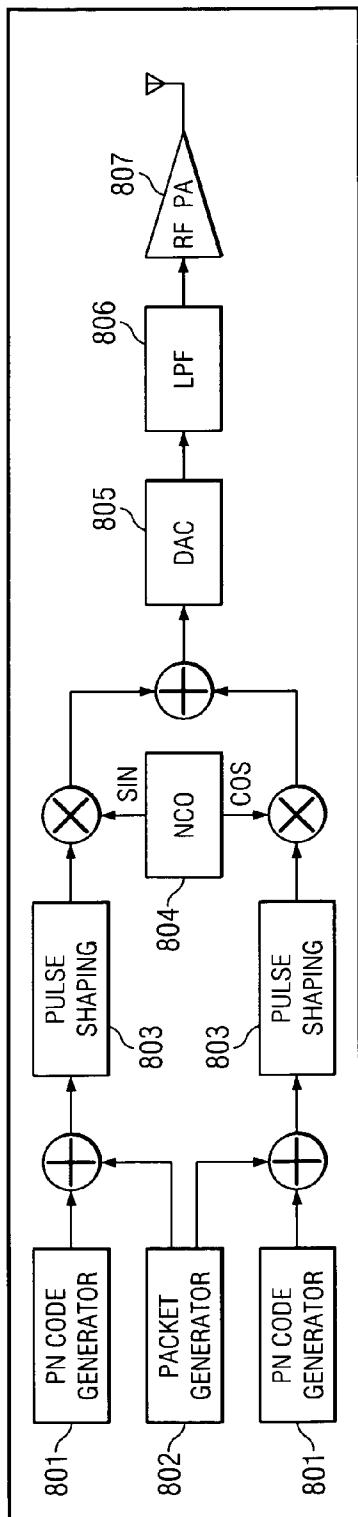 PN CODE
GENERATOR
801
PACKET
GENERATOR
802
PN CODE
GENERATOR
801
PULSE
SHAPING
803
PULSE
SHAPING
803
SIN
NCO
COS
804
DAC
805
LPF
806
RF PA
807